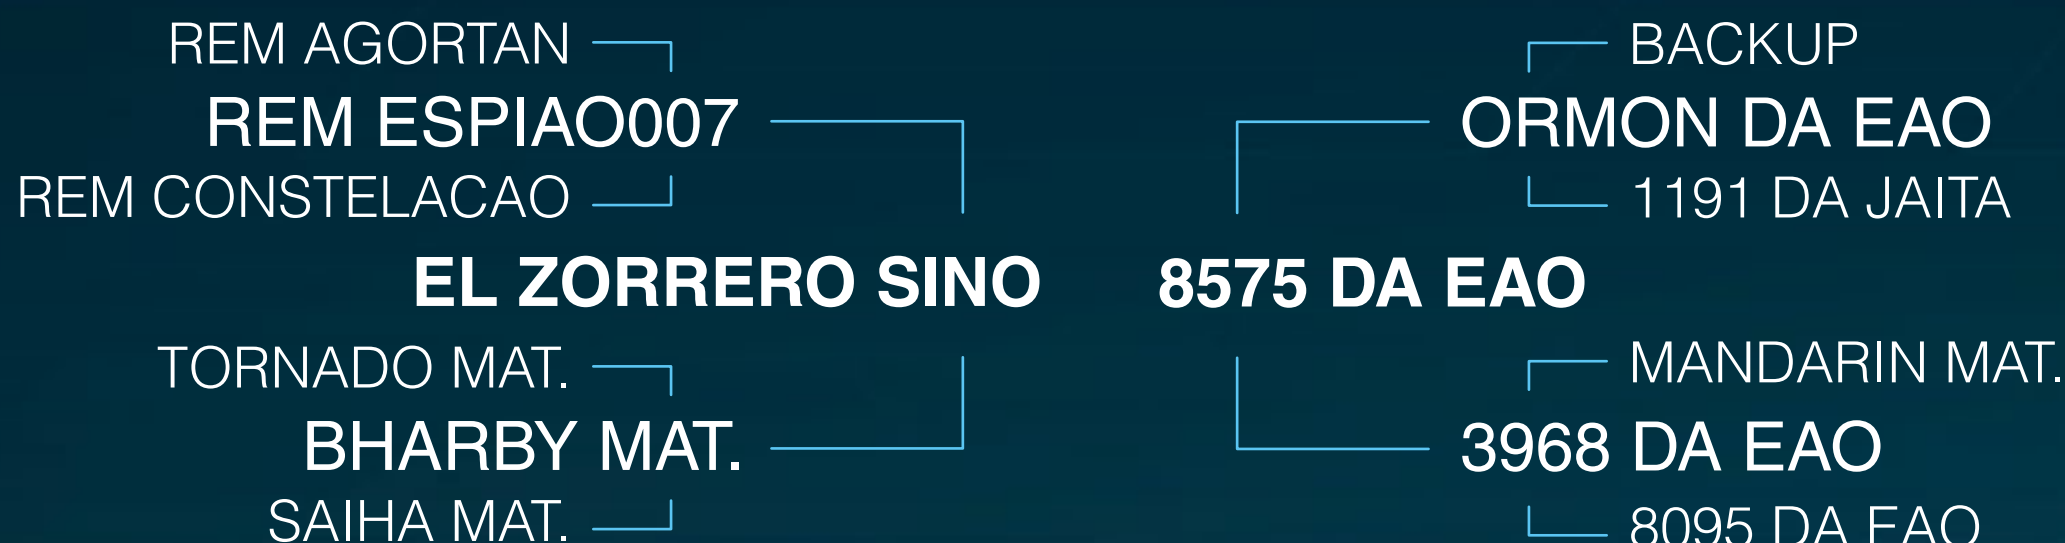 REM AGORTAN
REM ESPIAO007
REM CONSTELACAO
EL ZORRERO SINO
TORNADO MAT.
BHARBY MAT.
SAIHA MAT.
BACKUP
ORMON DA EAO
1191 DA JAITA
8575 DA EAO
MANDARIN MAT.
3968 DA EAO
8095 DA EAO